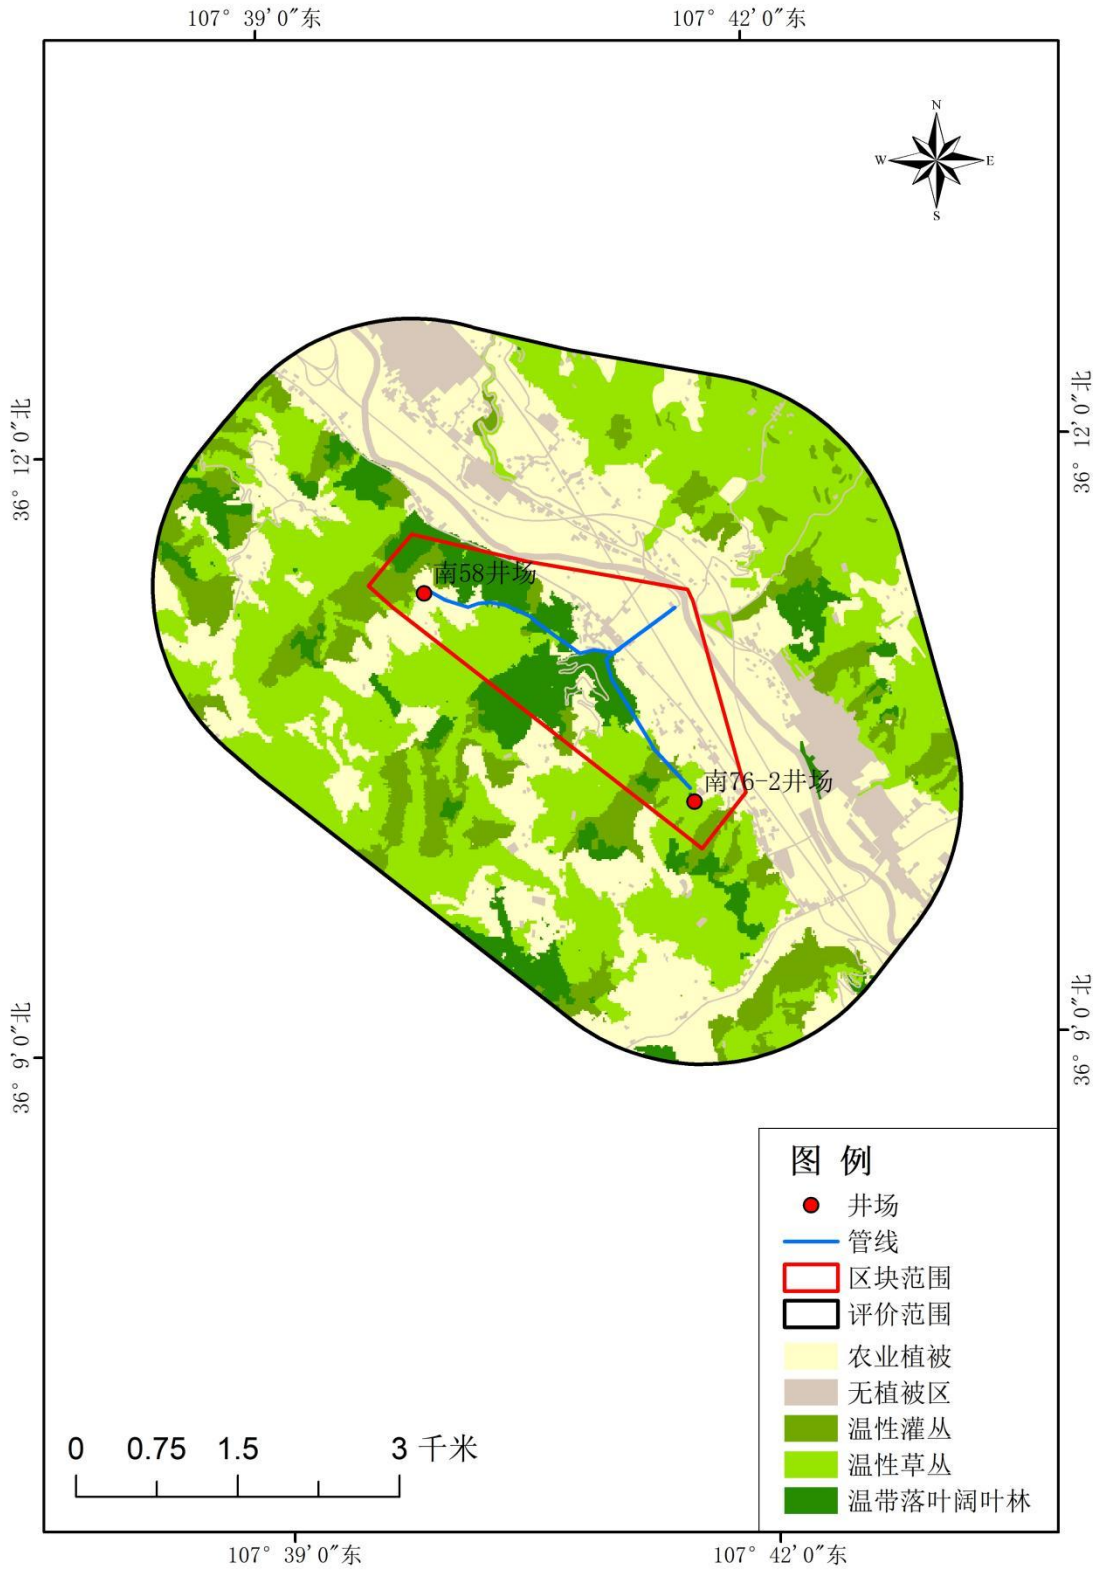 107° 39′0″东
107° 42′0″东
N
W
E
S
36° 12′0″北
36° 12′0″北
南58井场
南76-2井场
36° 9′0″北
36° 9′0″北
图 例
井场
管线
区块范围
评价范围
农业植被
无植被区
温性灌丛
温性草丛
温带落叶阔叶林
0 0.75 1.5 3 千米
107° 39′0″东
107° 42′0″东